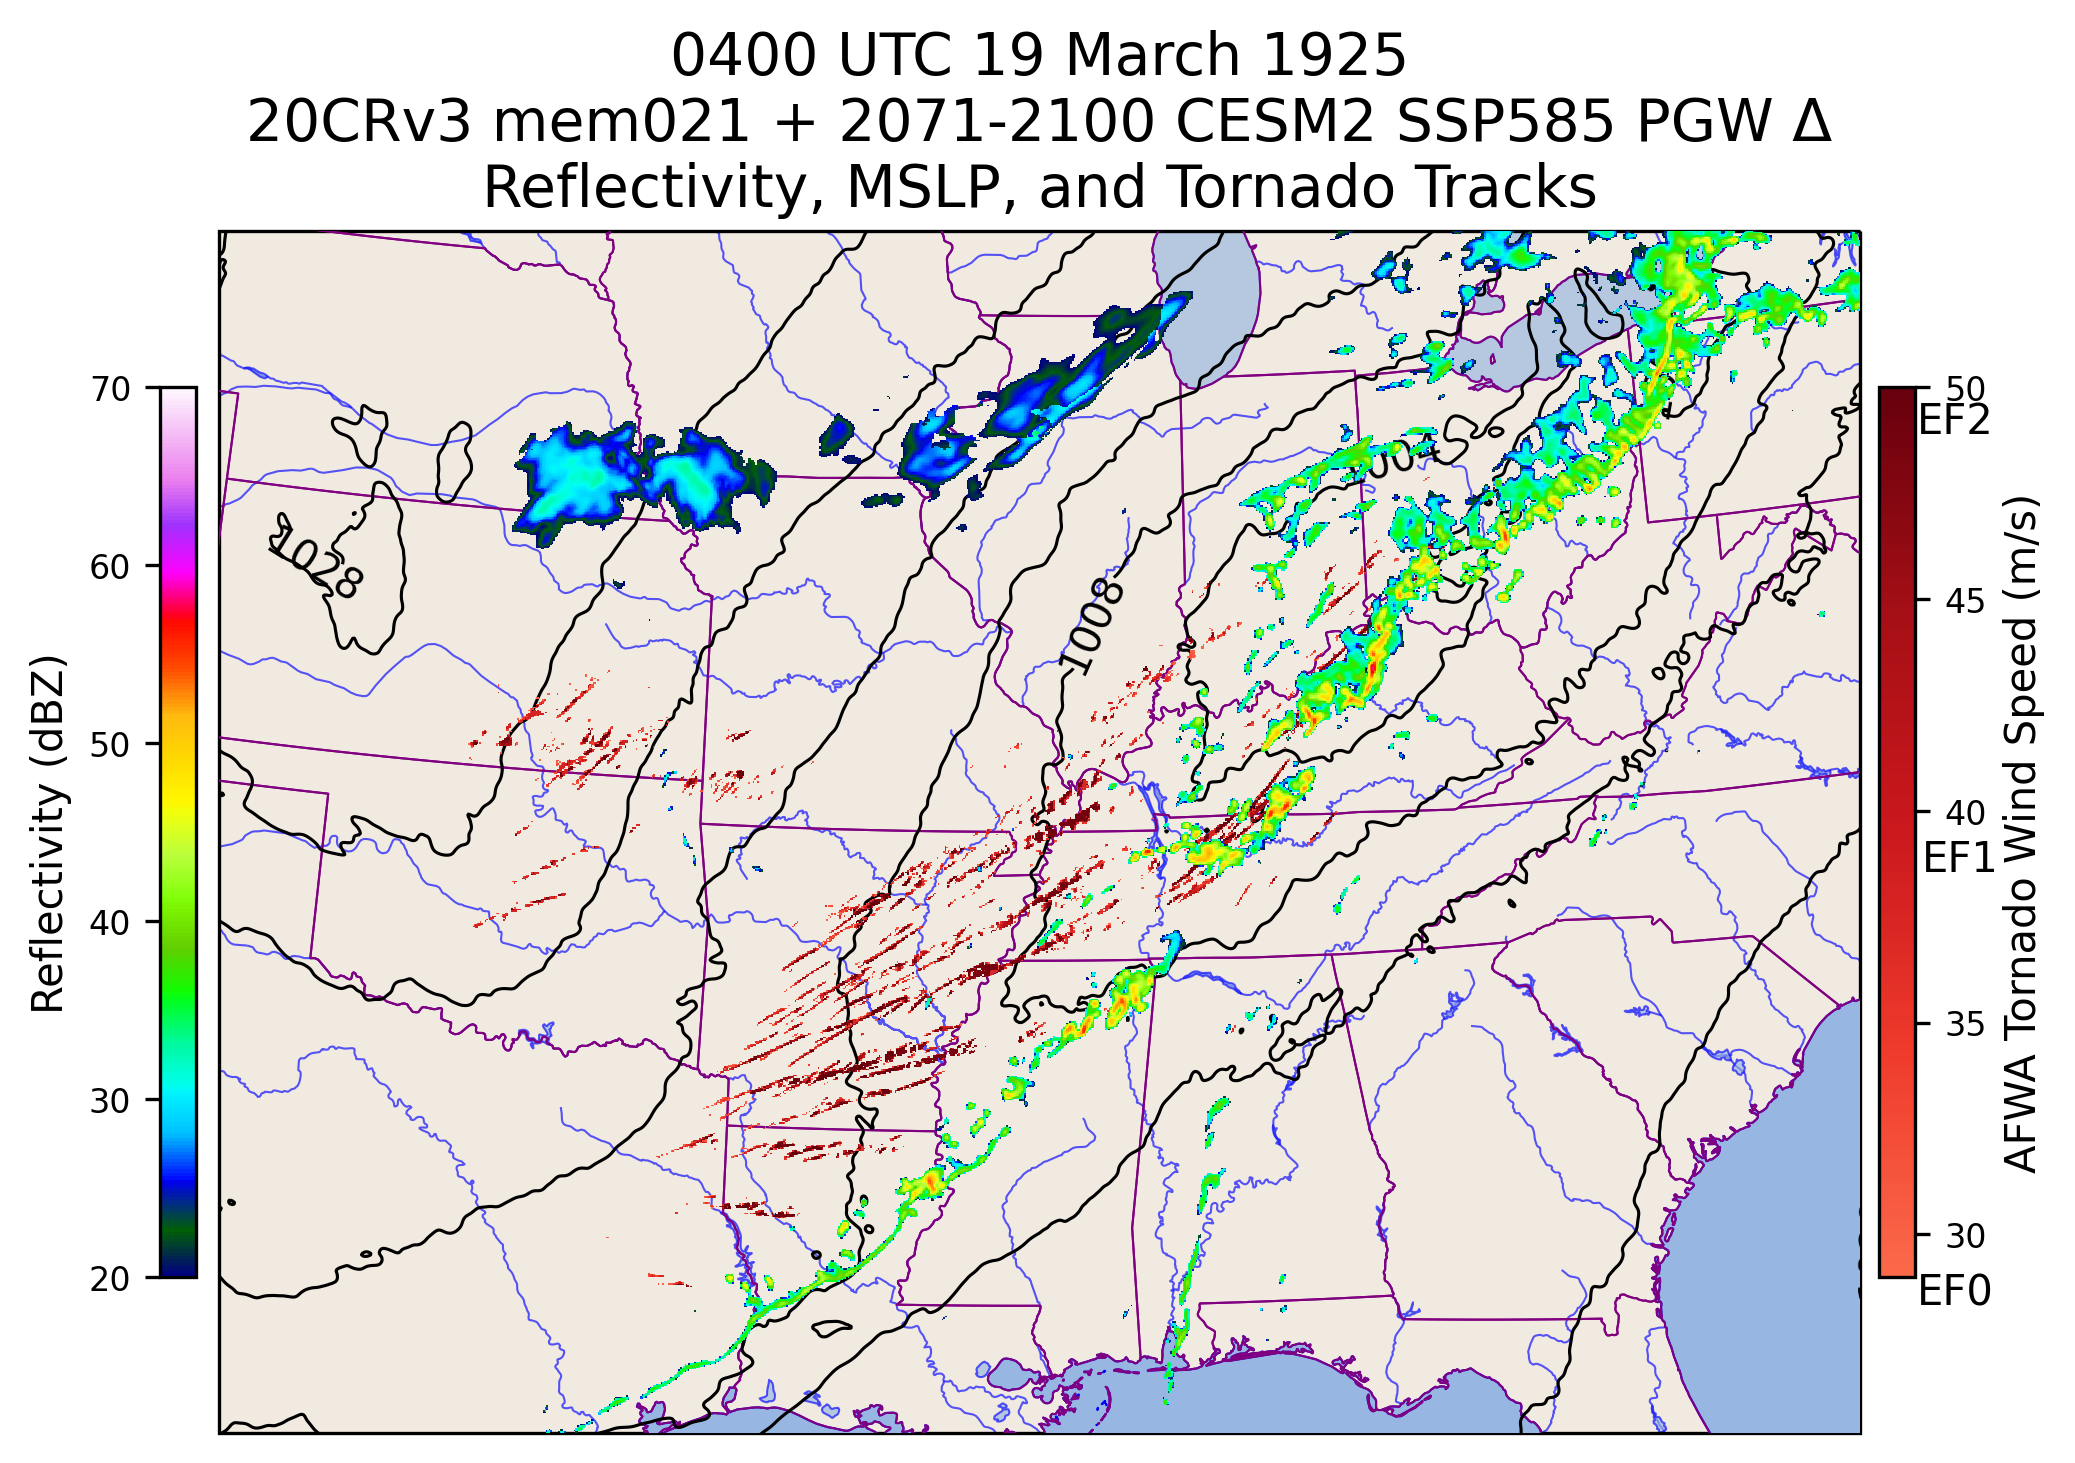 0400 UTC 19 March 1925
20CRv3 mem021 + 2071-2100 CESM2 SSP585 PGW Δ
Reflectivity, MSLP, and Tornado Tracks
Reflectivity (dBZ)
70
60
50
40
30
20
1028
1008
1004
50
EF2
45
40
EF1
35
30
EF0
AFWA Tornado Wind Speed (m/s)